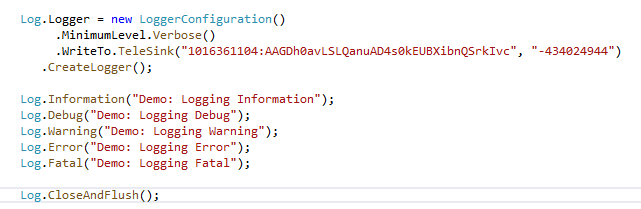 Log.Logger = new LoggerConfiguration()
.MinimumLevel.Verbose()
.WriteTo.TeleSink("1016361104:AAGDh0avLSLQanuAD4s0kEUBXibnQSrkIvc", "-434024944")
.CreateLogger();
Log.Information("Demo: Logging Information");
Log.Debug("Demo: Logging Debug");
Log.Warning("Demo: Logging Warning");
Log.Error("Demo: Logging Error");
Log.Fatal("Demo: Logging Fatal");
Log.CloseAndFlush();